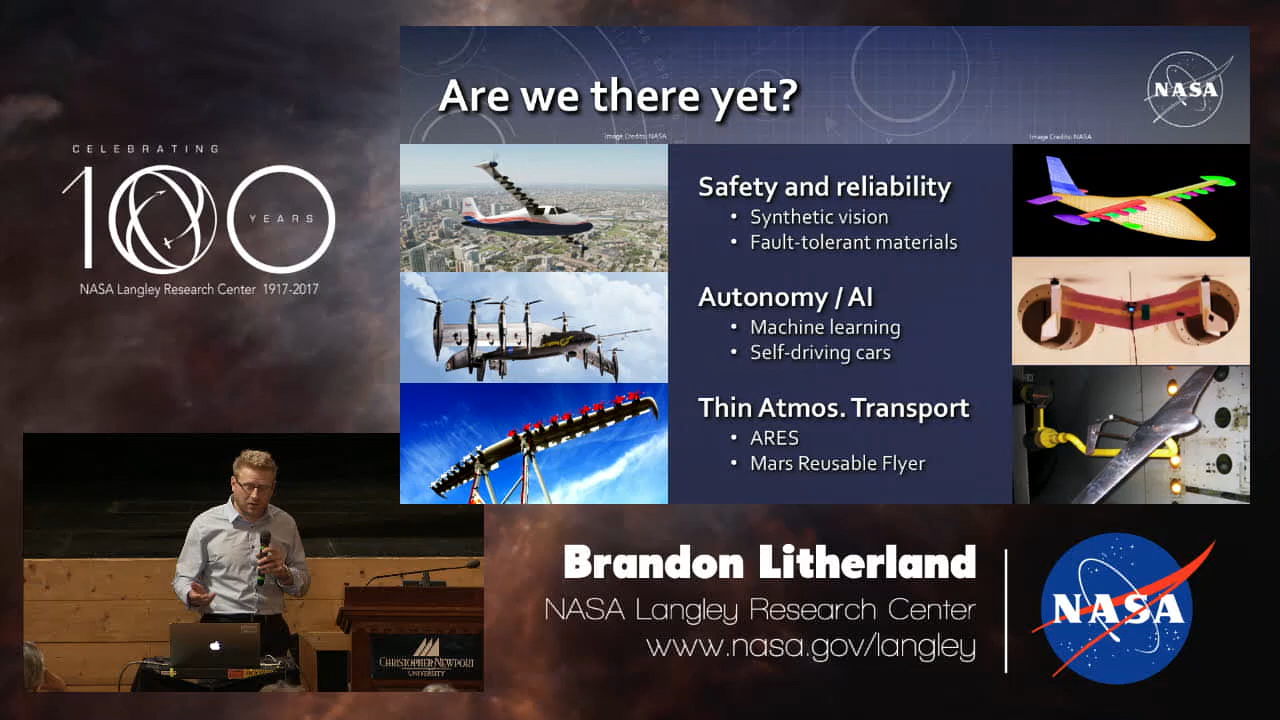 CELEBRATING
100
YEARS
NASA Langley Research Center 1917-2017
Are we there yet?
NASA
Image Credits: NASA
Image Credits: NASA
Safety and reliability
• Synthetic vision
• Fault-tolerant materials
Autonomy / AI
• Machine learning
• Self-driving cars
Thin Atmos. Transport
• ARES
• Mars Reusable Flyer
CHRISTOPHER NEWPORT
UNIVERSITY
Brandon Litherland
NASA Langley Research Center
www.nasa.gov/langley
NASA